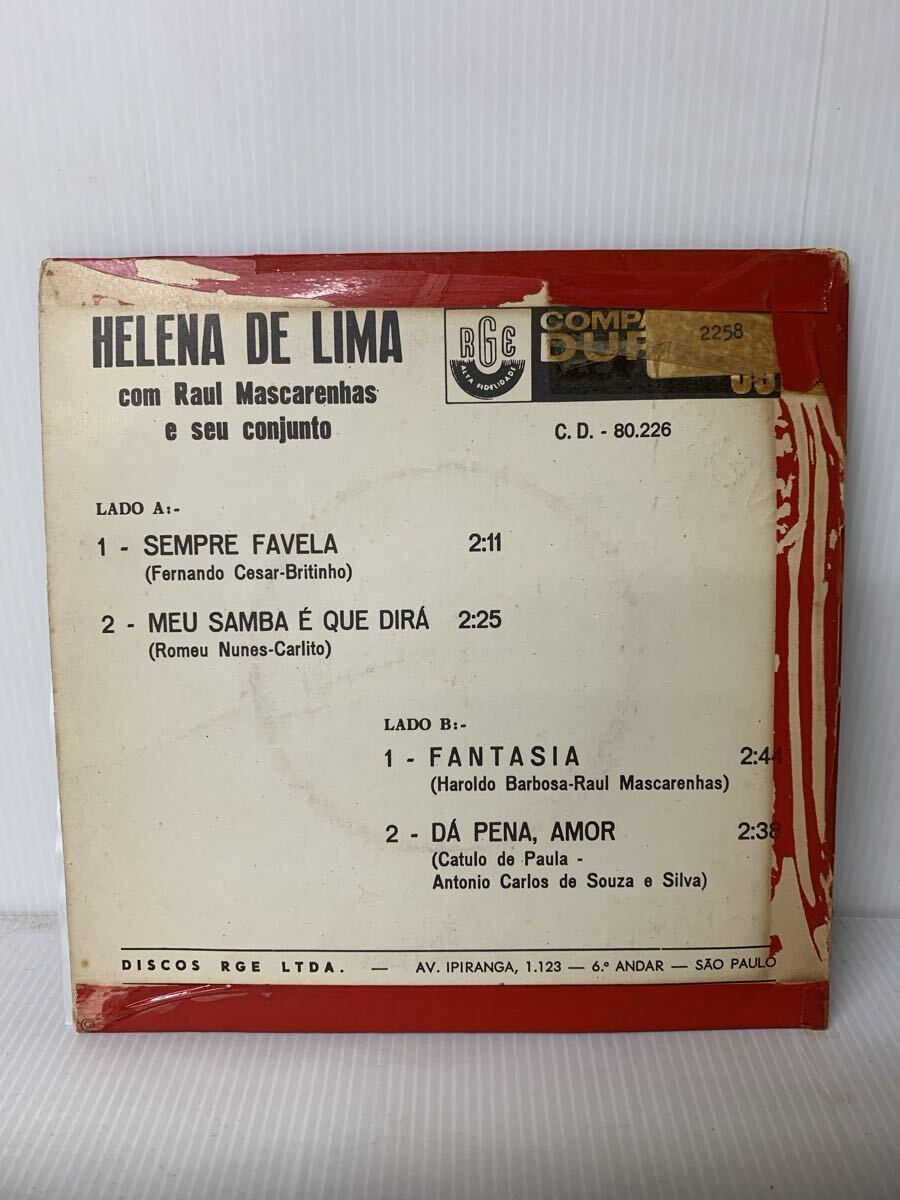 HELENA DE LIMA
com Raul Mascarenhas
e seu conjunto
RGE
ALTA FIDELIDADE
2258
C. D. - 80.226
LADO A:-
1 - SEMPRE FAVELA 2:11
(Fernando Cesar-Britinho)
2 - MEU SAMBA É QUE DIRÁ 2:25
(Romeu Nunes-Carlito)
LADO B:-
1 - FANTASIA 2:44
(Haroldo Barbosa-Raul Mascarenhas)
2 - DÁ PENA, AMOR 2:38
(Catulo de Paula -
Antonio Carlos de Souza e Silva)
DISCOS RGE LTDA. — AV. IPIRANGA, 1.123 — 6.º ANDAR — SÃO PAULO
©